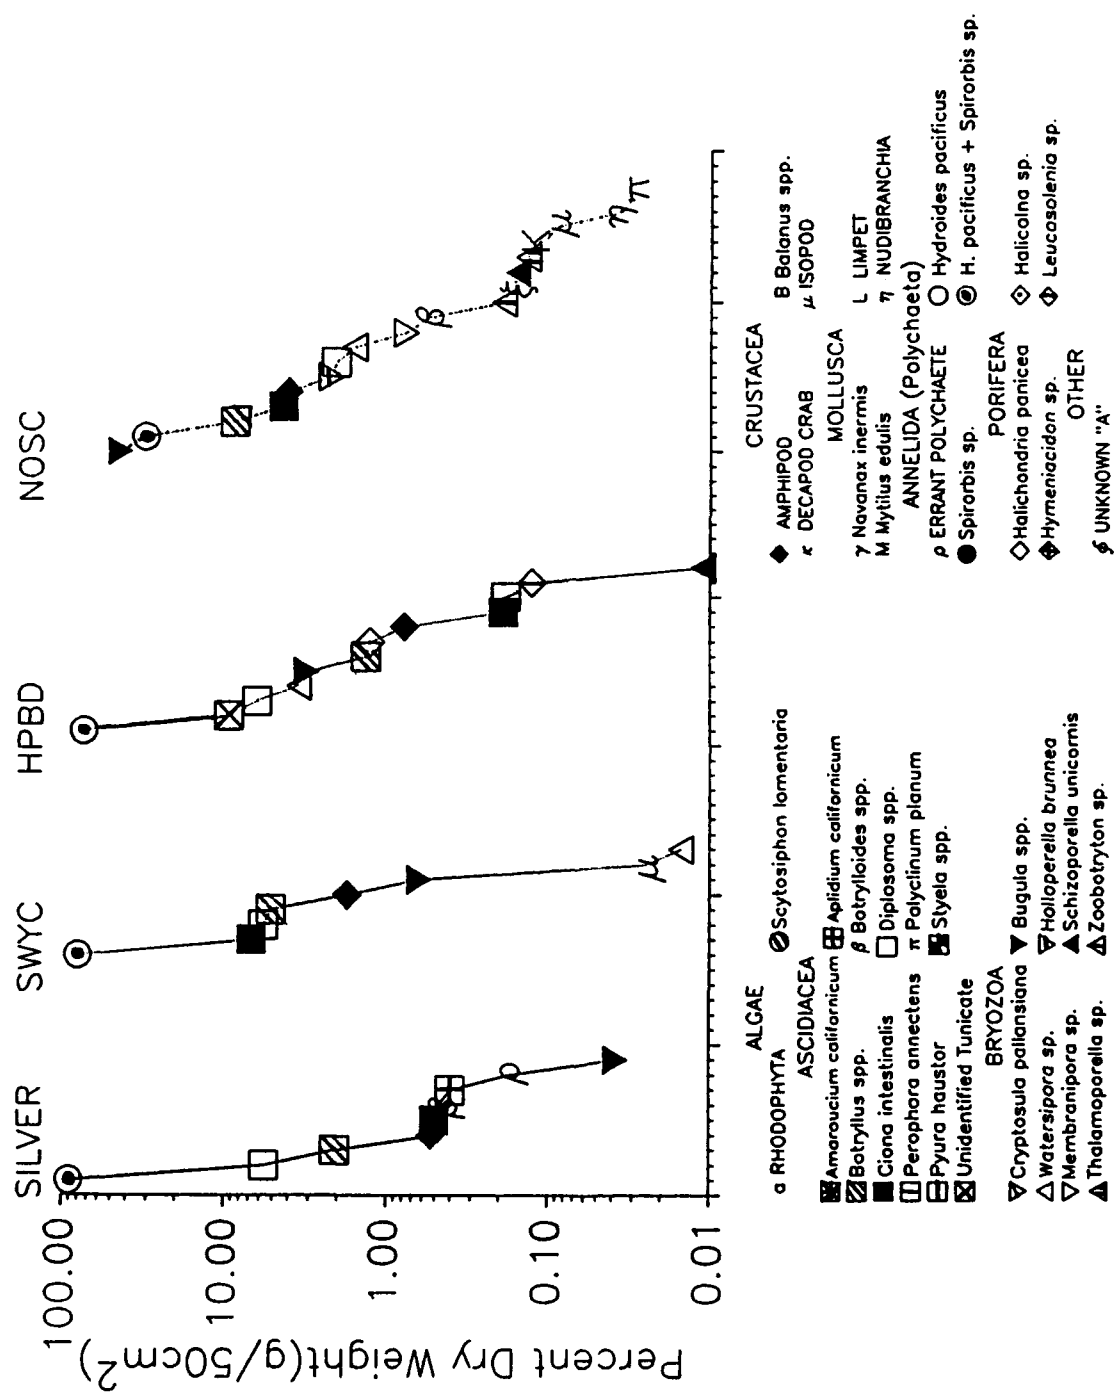 SILVER SWYC HPBD NOSC
Percent Dry Weight(g/50cm²)
100.00
10.00
1.00
0.10
0.01
β
ρ
μ
β
μ
η π
ALGAE
α RHODOPHYTA Scytosiphon lomentaria
ASCIDIACEA
Amaroucium californicum Aplidium californicum
Botryllus spp. β Botrylloides spp.
Ciona intestinalis Diplosoma spp.
Perophora annectens π Polyclinum planum
Pyura haustor Styela spp.
Unidentified Tunicate
BRYOZOA
Cryptosula pallansiana Bugula spp.
Watersipora sp. Holloperella brunnea
Membranipora sp. Schizoporella unicornis
Thalamoporella sp. Zoobotryton sp.
CRUSTACEA
AMPHIPOD B Balanus spp.
κ DECAPOD CRAB μ ISOPOD
MOLLUSCA
γ Navanax inermis L LIMPET
M Mytilus edulis η NUDIBRANCHIA
ANNELIDA (Polychaeta)
ρ ERRANT POLYCHAETE Hydroides pacificus
Spirorbis sp. H. pacificus + Spirorbis sp.
PORIFERA
Halichondria panicea Halicalna sp.
Hymeniacidon sp. Leucosolenia sp.
OTHER
UNKNOWN "A"